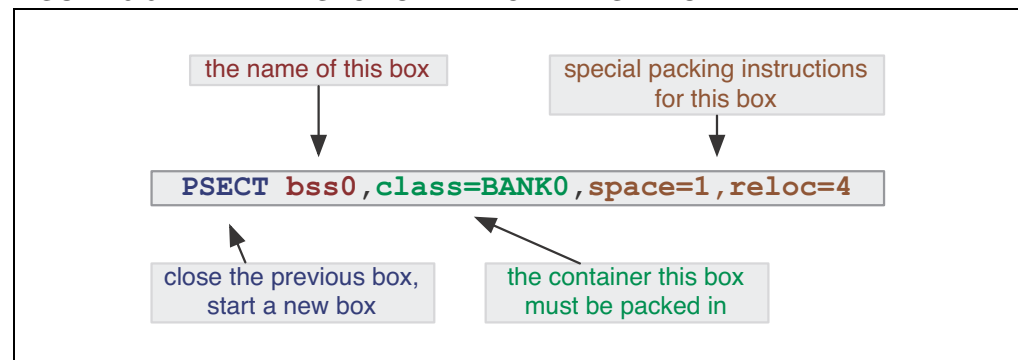 the name of this box
special packing instructions
for this box
PSECT bss0,class=BANK0,space=1,reloc=4
close the previous box,
start a new box
the container this box
must be packed in